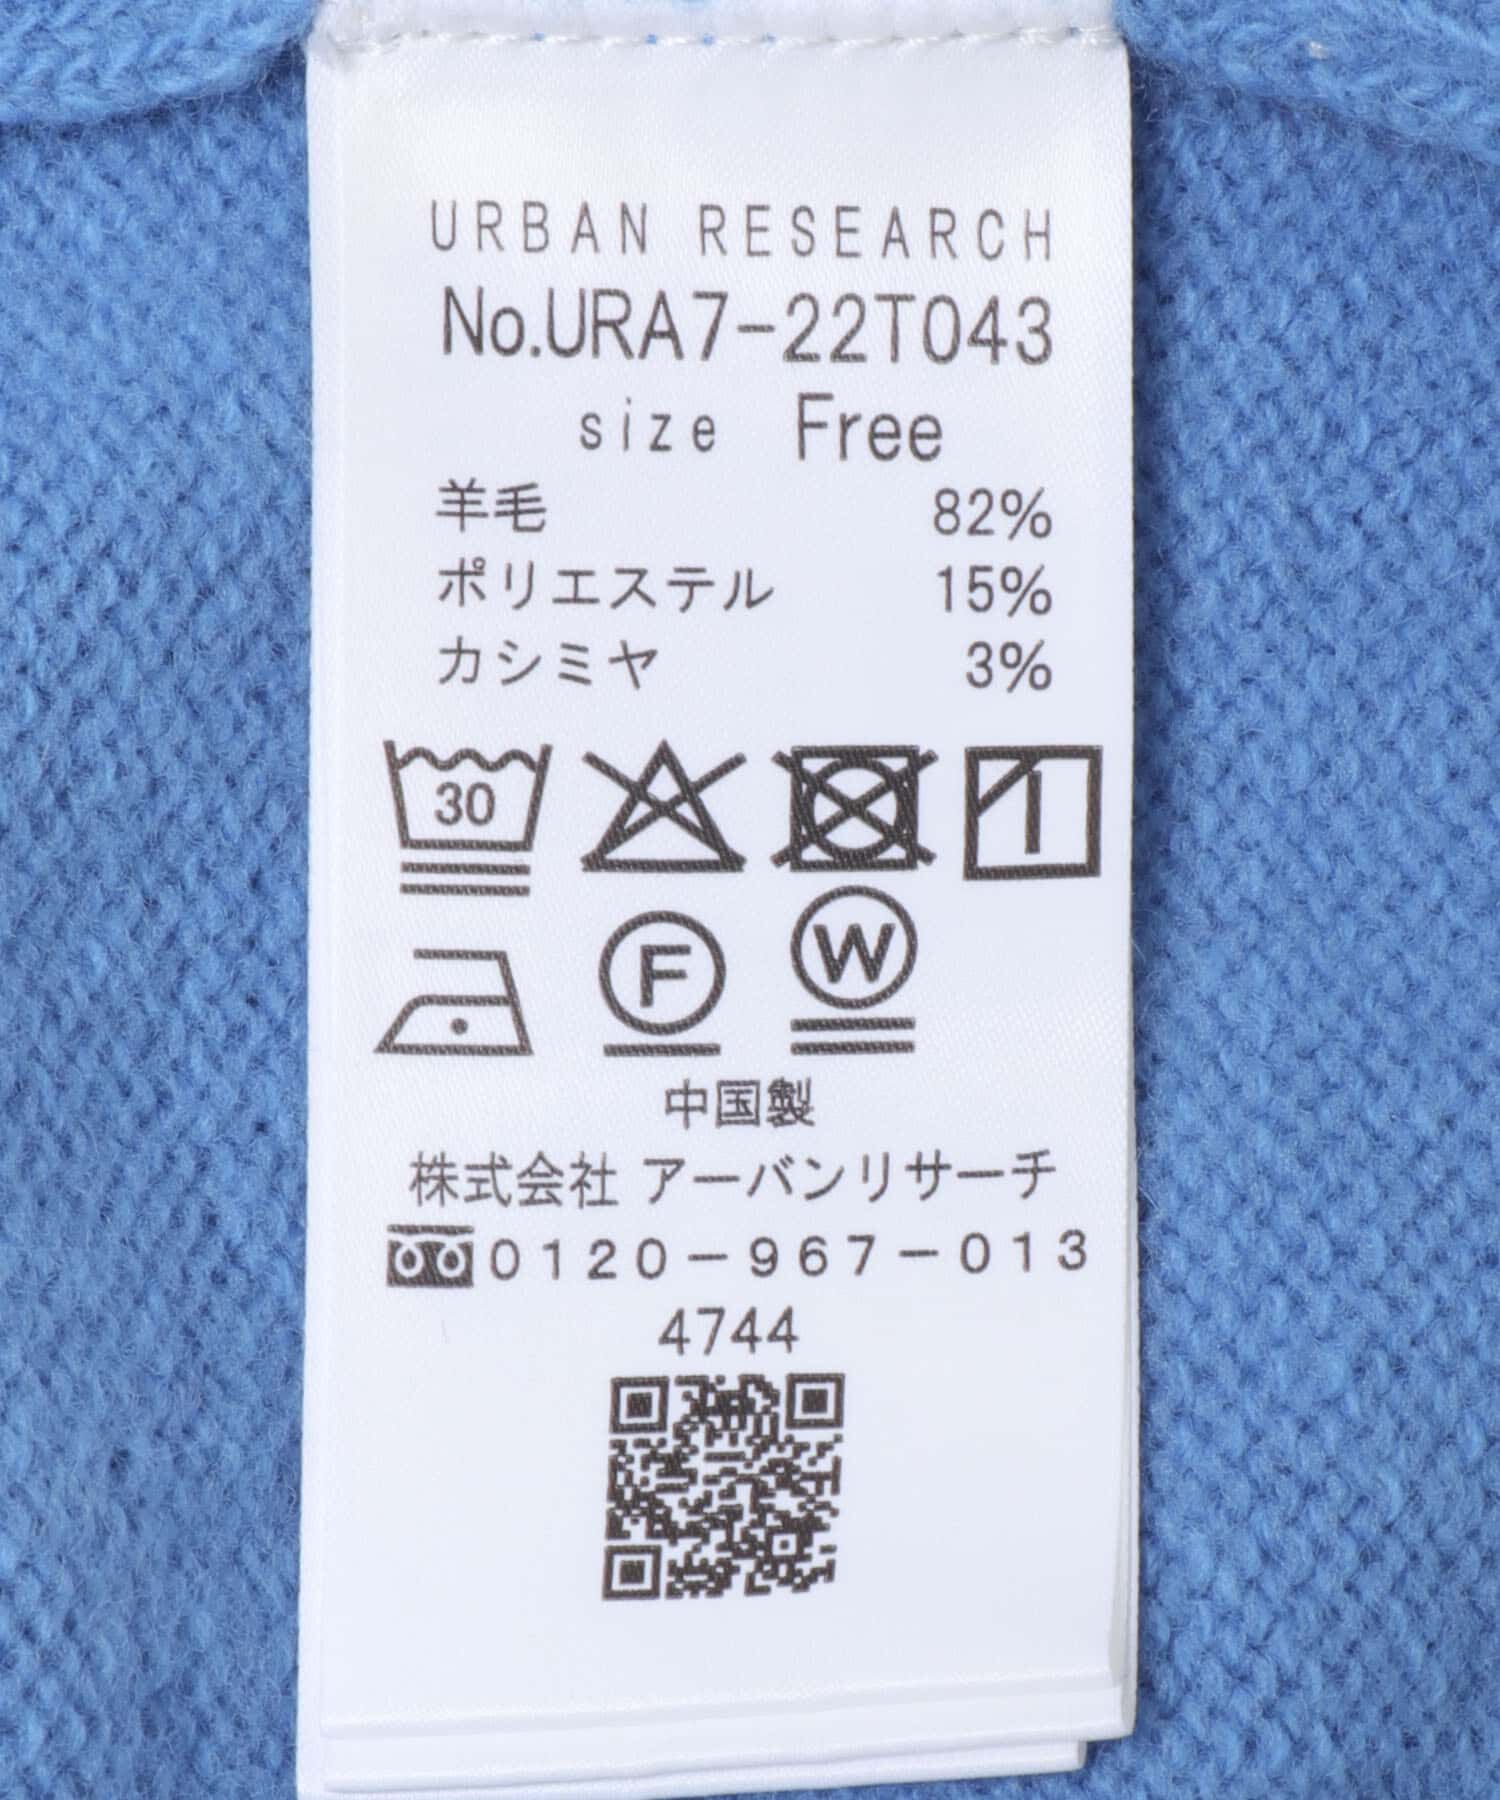 URBAN RESEARCH
No.URA7-22T043
size Free
羊毛 82%
ポリエステル 15%
カシミヤ 3%
30
F W
中国製
株式会社 アーバンリサーチ
0120-967-013
4744